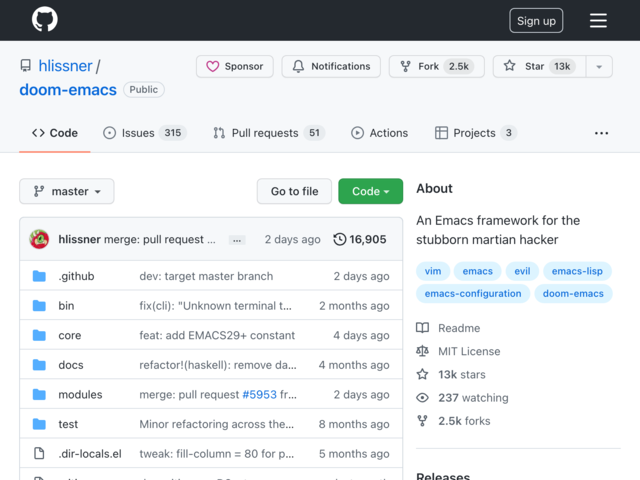 Sign up
hlissner /
doom-emacs Public
Sponsor Notifications Fork 2.5k Star 13k
Code Issues 315 Pull requests 51 Actions Projects 3 ...
master Go to file Code
hlissner merge: pull request ... ... 2 days ago 16,905
.github dev: target master branch 2 days ago
bin fix(cli): "Unknown terminal t... 2 months ago
core feat: add EMACS29+ constant 4 days ago
docs refactor!(haskell): remove da... 4 months ago
modules merge: pull request #5953 fr... 2 days ago
test Minor refactoring across the... 8 months ago
.dir-locals.el tweak: fill-column = 80 for p... 5 months ago
About
An Emacs framework for the
stubborn martian hacker
vim emacs evil emacs-lisp
emacs-configuration doom-emacs
Readme
MIT License
13k stars
237 watching
2.5k forks
Releases